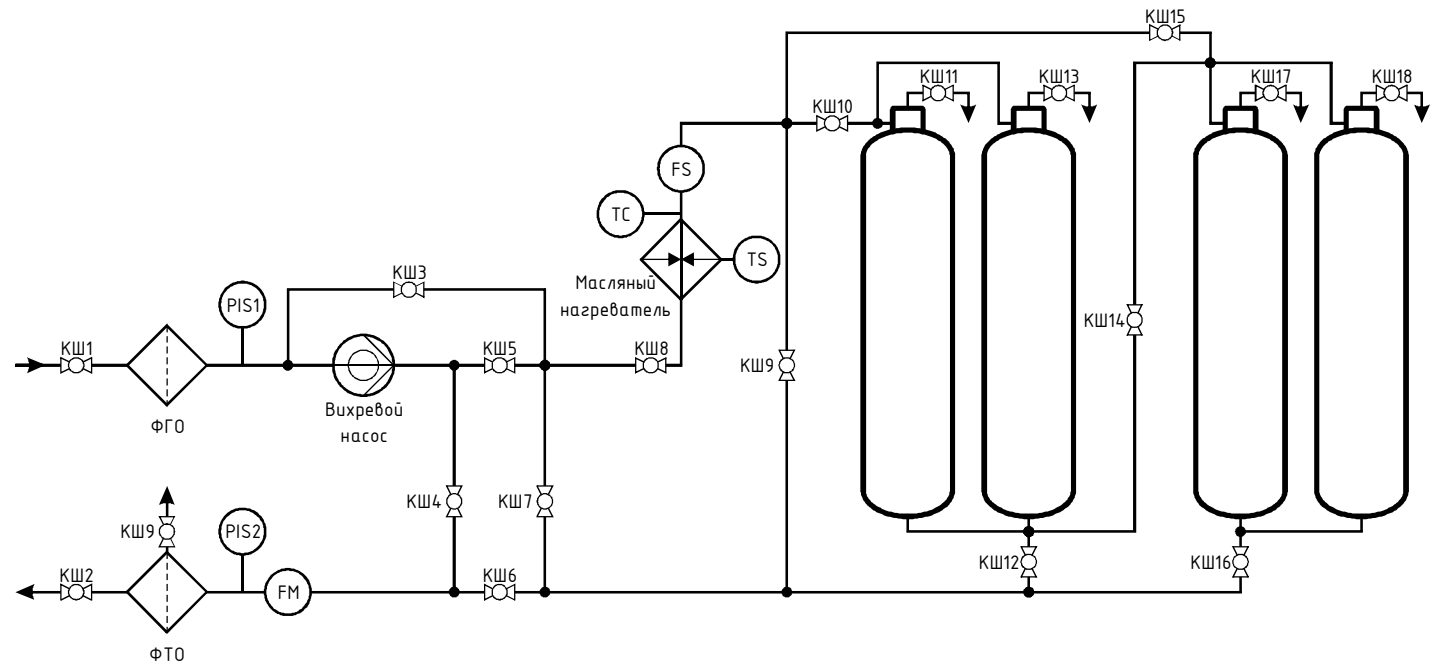 КШ15
КШ11
КШ13
КШ17
КШ18
КШ10
FS
TC
TS
Масляный
нагреватель
КШ3
PIS1
КШ1
КШ5
КШ8
КШ9
КШ14
ФГО
Вихревой
насос
КШ4
КШ7
КШ9
PIS2
КШ2
FM
КШ6
КШ12
КШ16
ФТО